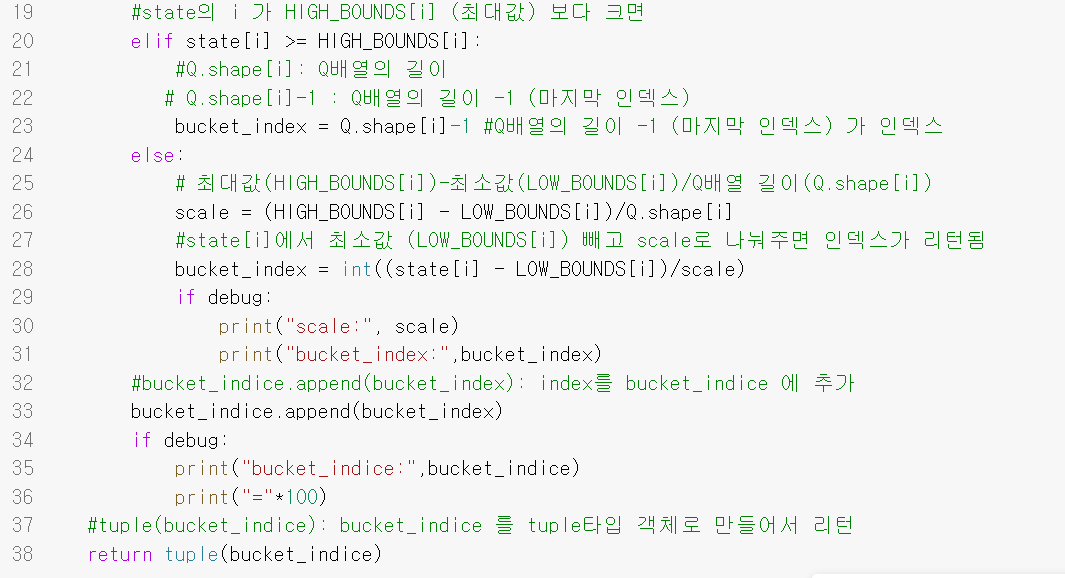 19 #state의 i 가 HIGH_BOUNDS[i] (최대값) 보다 크면
20 elif state[i] >= HIGH_BOUNDS[i]:
21 #Q.shape[i]: Q배열의 길이
22 # Q.shape[i]-1 : Q배열의 길이 -1 (마지막 인덱스)
23 bucket_index = Q.shape[i]-1 #Q배열의 길이 -1 (마지막 인덱스) 가 인덱스
24 else:
25 # 최대값(HIGH_BOUNDS[i])-최소값(LOW_BOUNDS[i])/Q배열 길이(Q.shape[i])
26 scale = (HIGH_BOUNDS[i] - LOW_BOUNDS[i])/Q.shape[i]
27 #state[i]에서 최소값 (LOW_BOUNDS[i]) 빼고 scale로 나눠주면 인덱스가 리턴됨
28 bucket_index = int((state[i] - LOW_BOUNDS[i])/scale)
29 if debug:
30 print("scale:", scale)
31 print("bucket_index:",bucket_index)
32 #bucket_indice.append(bucket_index): index를 bucket_indice 에 추가
33 bucket_indice.append(bucket_index)
34 if debug:
35 print("bucket_indice:",bucket_indice)
36 print("="*100)
37 #tuple(bucket_indice): bucket_indice 를 tuple타입 객체로 만들어서 리턴
38 return tuple(bucket_indice)